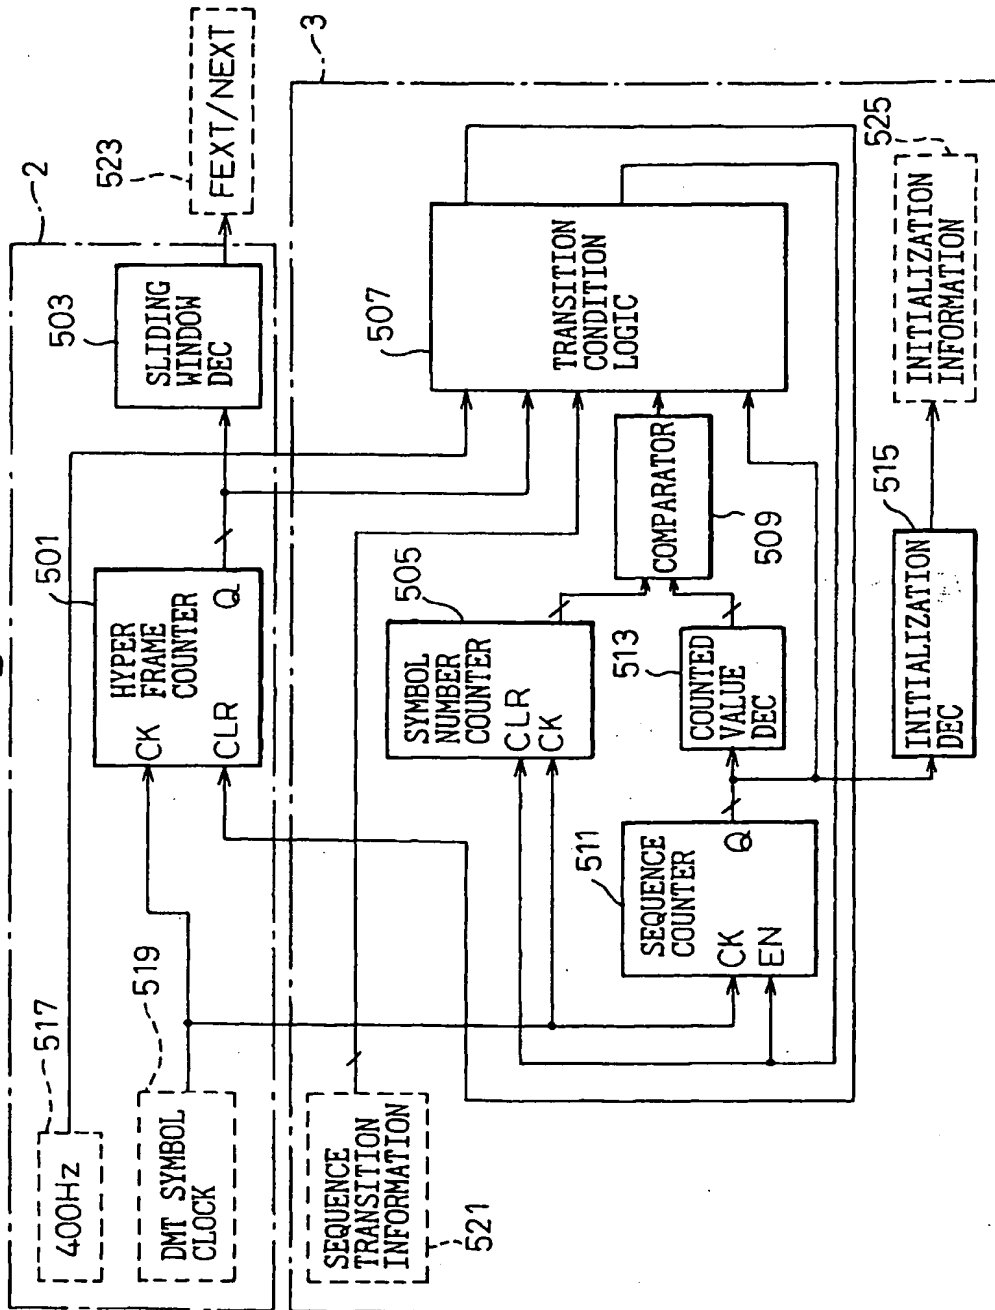 2
3
517
400Hz
519
DMT SYMBOL
CLOCK
501
HYPER
FRAME
COUNTER
CK
CLR
Q
503
SLIDING
WINDOW
DEC
523
FEXT/NEXT
521
SEQUENCE
TRANSITION
INFORMATION
505
SYMBOL
NUMBER
COUNTER
CLR
CK
507
TRANSITION
CONDITION
LOGIC
COMPARATOR
509
511
SEQUENCE
COUNTER
CK
EN
Q
513
COUNTED
VALUE
DEC
515
INITIALIZATION
DEC
525
INITIALIZATION
INFORMATION